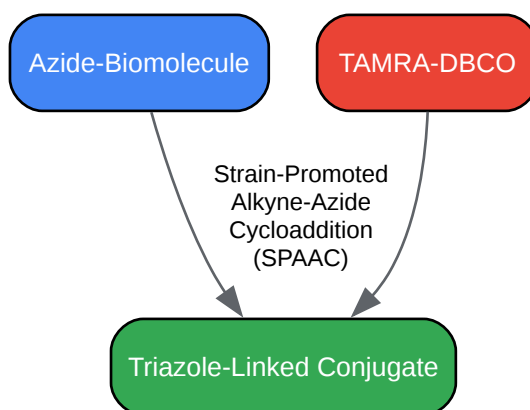 Azide-Biomolecule
TAMRA-DBCO
Strain-Promoted
Alkyne-Azide
Cycloaddition
(SPAAC)
Triazole-Linked Conjugate